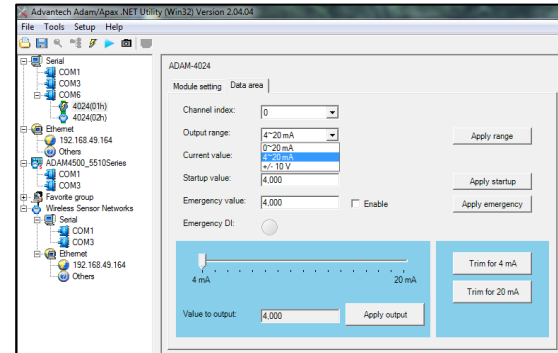 Advantech Adam/Apax .NET Utility (Win32) Version 2.04.04
File Tools Setup Help
Serial
COM1
COM3
COM6
4024(01h)
4024(02h)
Ethernet
192.168.49.164
Others
ADAM4500_5510Series
COM1
COM3
Favorite group
Wireless Sensor Networks
Serial
COM1
COM3
Ethernet
192.168.49.164
Others
ADAM-4024
Module setting Data area
Channel index: 0
Output range: 4~20 mA Apply range
0~20 mA
4~20 mA
+/- 10 V
Current value:
Startup value: 4,000 Apply startup
Emergency value: 4,000 Enable Apply emergency
Emergency DI:
4 mA 20 mA
Value to output: 4,000 Apply output
Trim for 4 mA
Trim for 20 mA